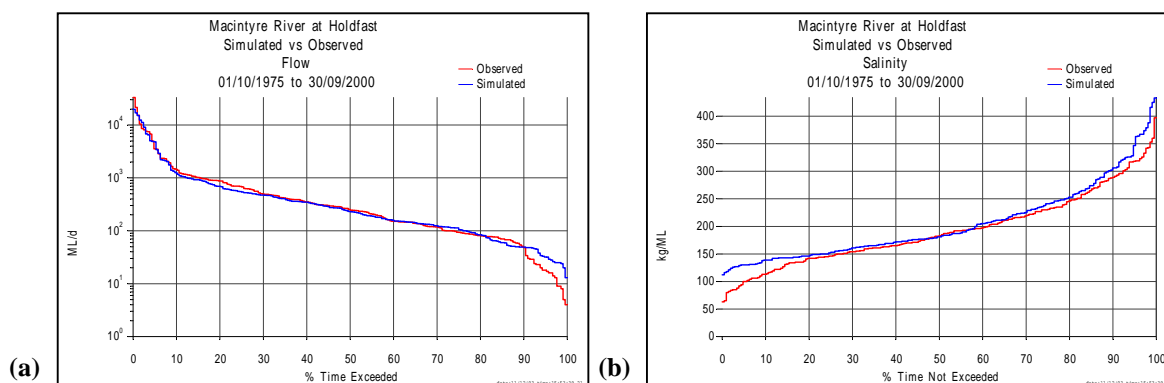 Macintyre River at Holdfast
Simulated vs Observed
Flow
01/10/1975 to 30/09/2000
Observed
Simulated
10⁴
10³
10²
10¹
10⁰
ML/d
0 10 20 30 40 50 60 70 80 90 100
% Time Exceeded
(a)
Macintyre River at Holdfast
Simulated vs Observed
Salinity
01/10/1975 to 30/09/2000
Observed
Simulated
400
350
300
250
200
150
100
50
0
kg/ML
0 10 20 30 40 50 60 70 80 90 100
% Time Not Exceeded
(b)